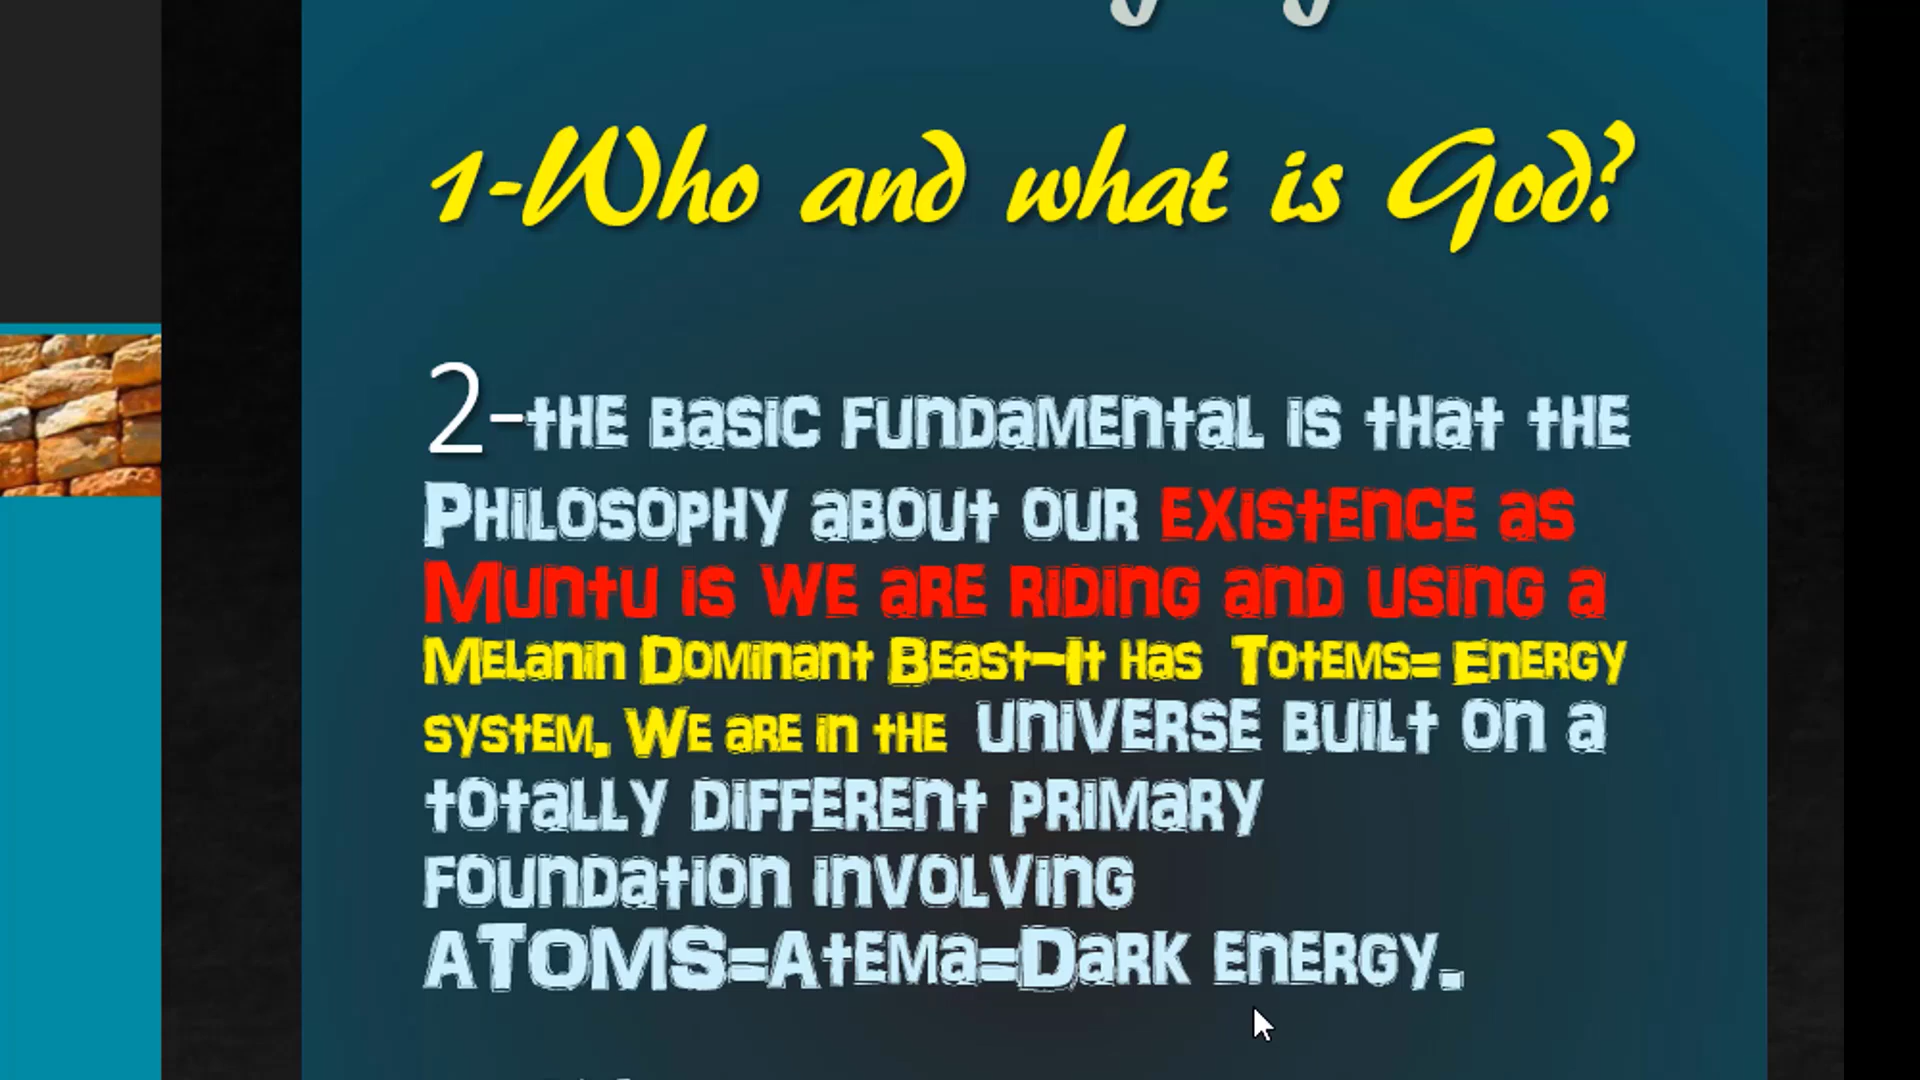 1-Who and what is God?
2-the basic fundamental is that the
Philosophy about our existence as
Muntu is we are riding and using a
Melanin Dominant Beast-It has Totems= Energy
system. We are in the universe built on a
totally different primary
foundation involving
aTOMS=Atema=Dark energy.